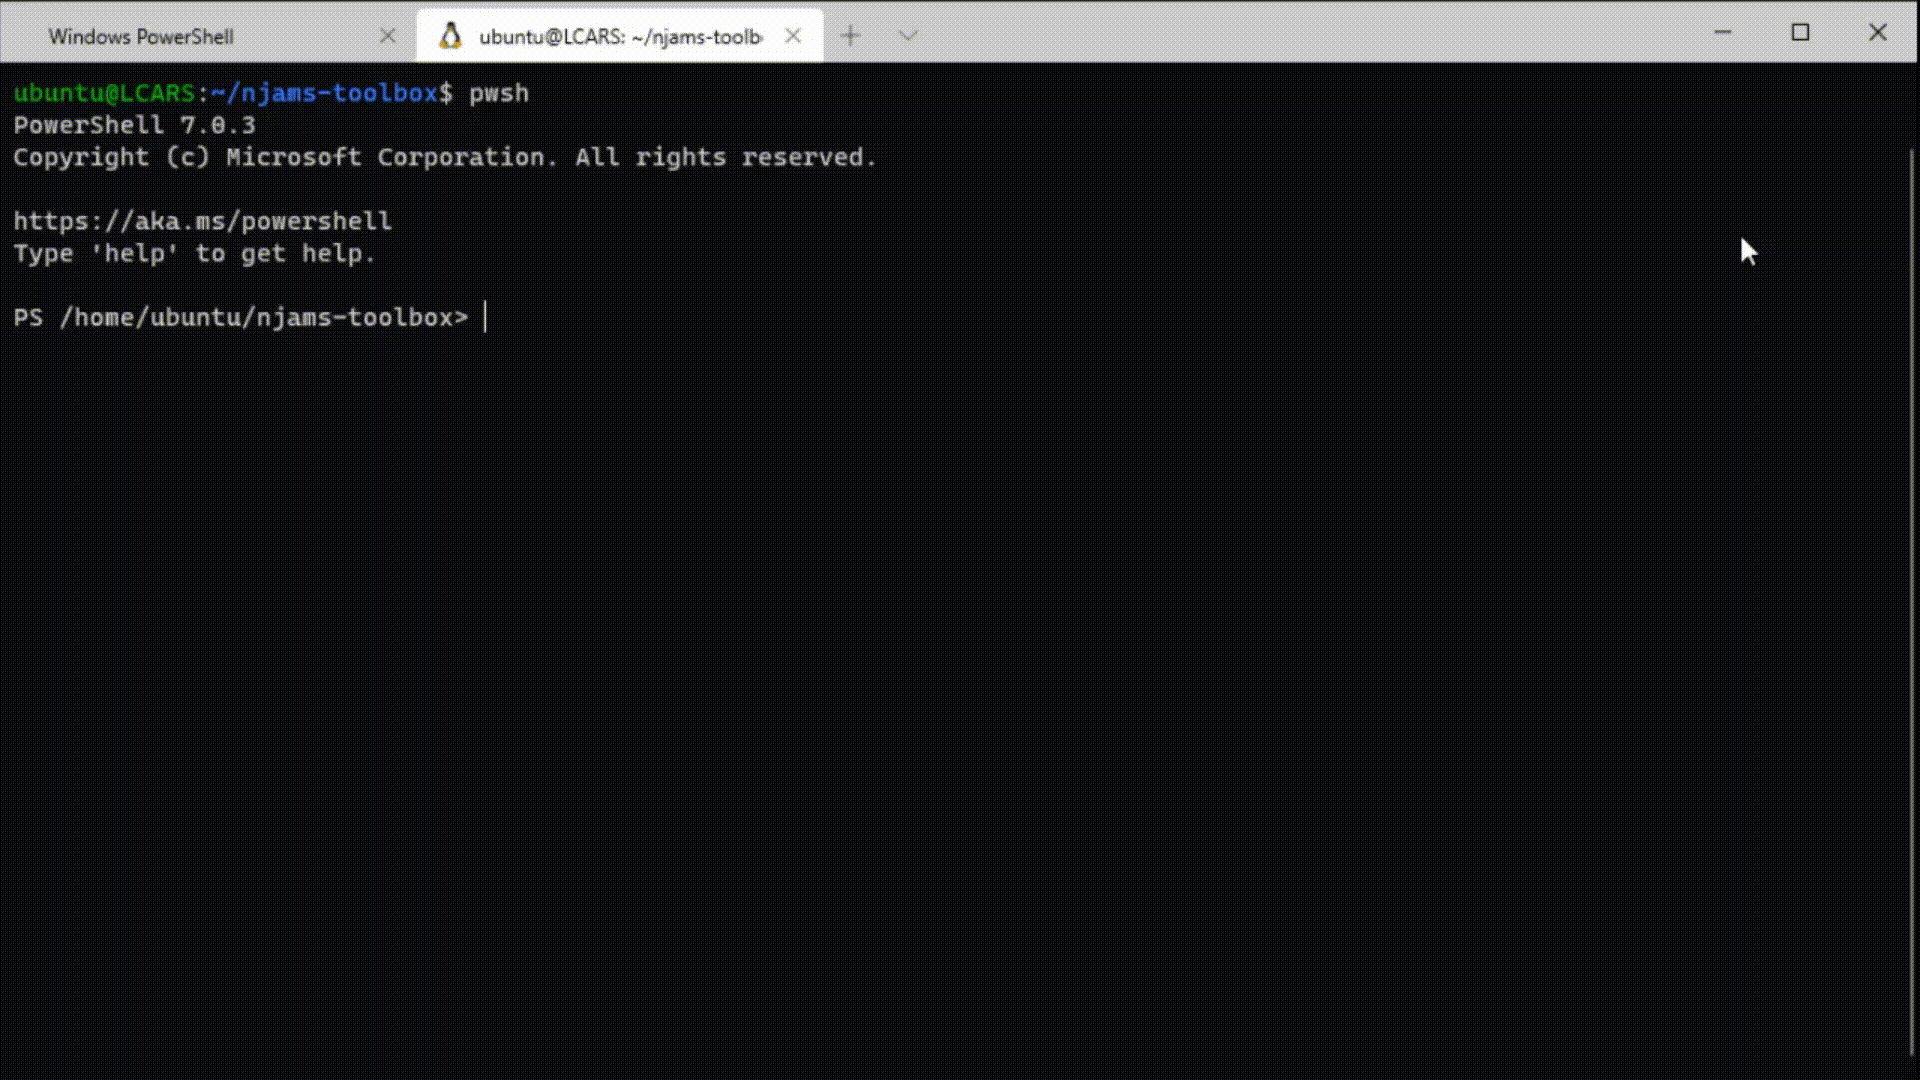 Windows PowerShell
ubuntu@LCARS: ~/njams-toolb
ubuntu@LCARS:~/njams-toolbox$ pwsh
PowerShell 7.0.3
Copyright (c) Microsoft Corporation. All rights reserved.
https://aka.ms/powershell
Type 'help' to get help.
PS /home/ubuntu/njams-toolbox>